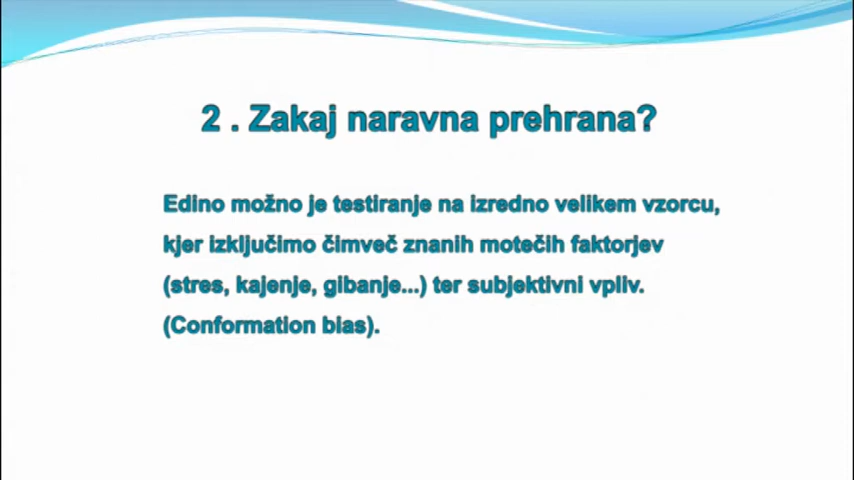 2 . Zakaj naravna prehrana?
Edino možno je testiranje na izredno velikem vzorcu,
kjer izključimo čimveč znanih motečih faktorjev
(stres, kajenje, gibanje...) ter subjektivni vpliv.
(Conformation bias).